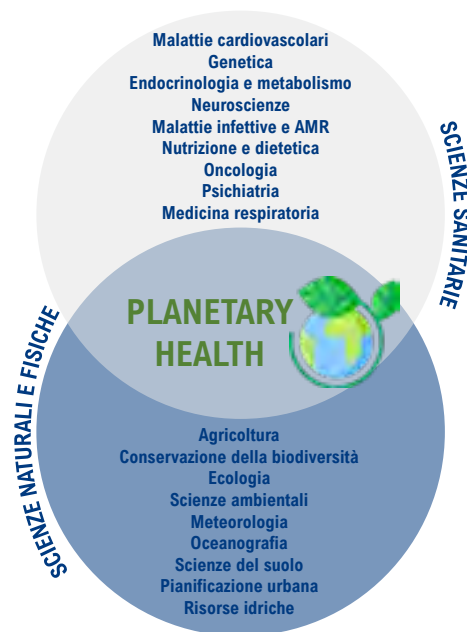 Malattie cardiovascolari
Genetica
Endocrinologia e metabolismo
Neuroscienze
Malattie infettive e AMR
Nutrizione e dietetica
Oncologia
Psichiatria
Medicina respiratoria
SCIENZE SANITARIE
PLANETARY
HEALTH
SCIENZE NATURALI E FISICHE
Agricoltura
Conservazione della biodiversità
Ecologia
Scienze ambientali
Meteorologia
Oceanografia
Scienze del suolo
Pianificazione urbana
Risorse idriche